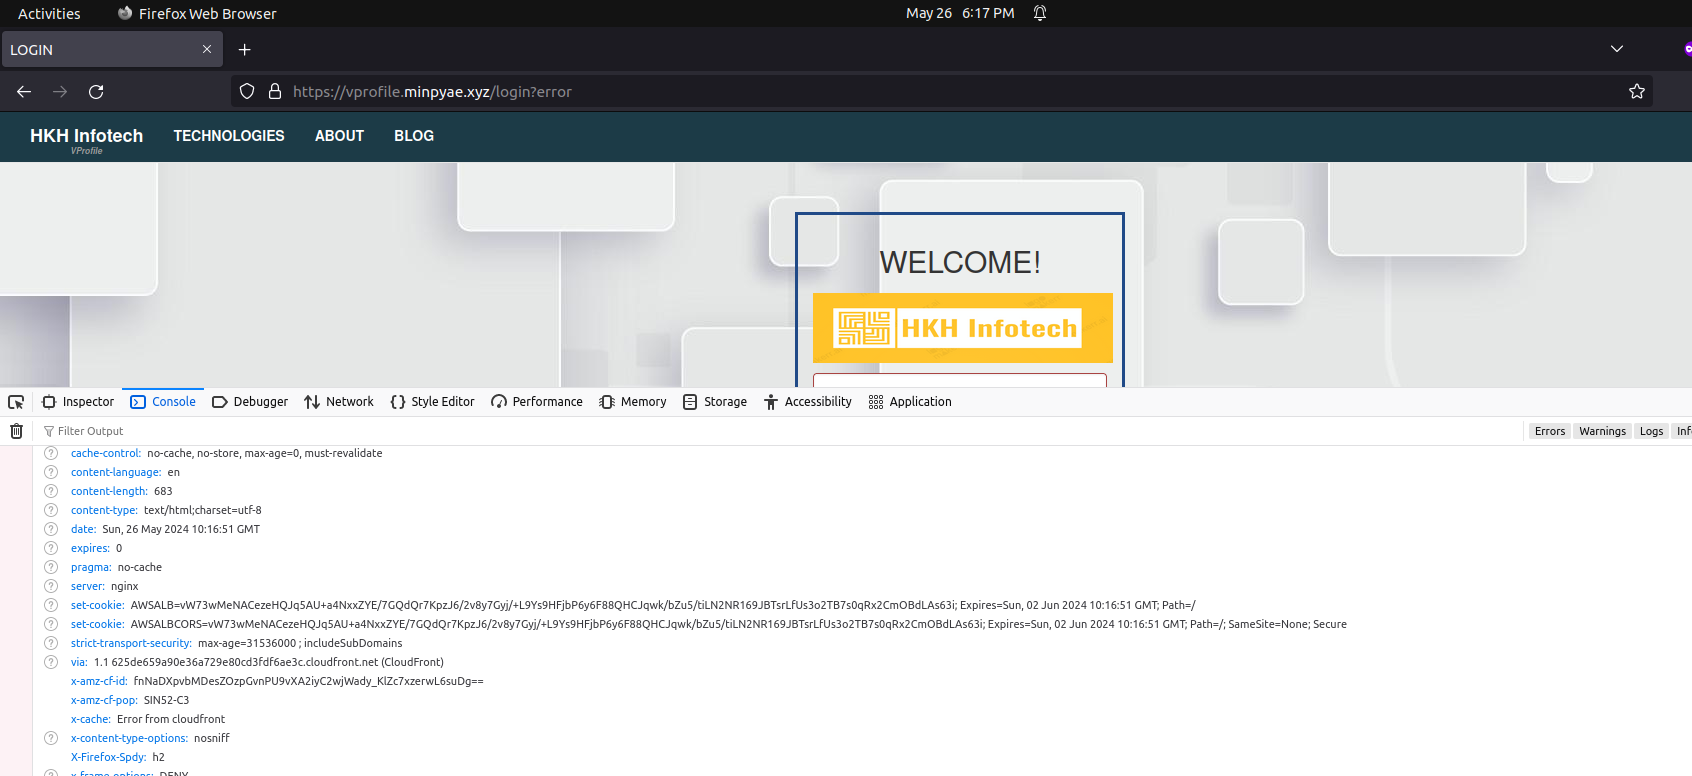 Activities Firefox Web Browser May 26 6:17 PM
LOGIN
https://vprofile.minpyae.xyz/login?error
HKH Infotech TECHNOLOGIES ABOUT BLOG
VProfile
WELCOME!
HKH Infotech
Inspector Console Debugger Network Style Editor Performance Memory Storage Accessibility Application
Filter Output Errors Warnings Logs Inf
cache-control: no-cache, no-store, max-age=0, must-revalidate
content-language: en
content-length: 683
content-type: text/html;charset=utf-8
date: Sun, 26 May 2024 10:16:51 GMT
expires: 0
pragma: no-cache
server: nginx
set-cookie: AWSALB=vW73wMeNACezeHQJq5AU+a4NxxZYE/7GQdQr7KpzJ6/2v8y7Gyj/+L9Ys9HFjbP6y6F88QHCJqwk/bZu5/tiLN2NR169JBTsrLfUs3o2TB7s0qRx2CmOBdLAs63i; Expires=Sun, 02 Jun 2024 10:16:51 GMT; Path=/
set-cookie: AWSALBCORS=vW73wMeNACezeHQJq5AU+a4NxxZYE/7GQdQr7KpzJ6/2v8y7Gyj/+L9Ys9HFjbP6y6F88QHCJqwk/bZu5/tiLN2NR169JBTsrLfUs3o2TB7s0qRx2CmOBdLAs63i; Expires=Sun, 02 Jun 2024 10:16:51 GMT; Path=/; SameSite=None; Secure
strict-transport-security: max-age=31536000 ; includeSubDomains
via: 1.1 625de659a90e36a729e80cd3fdf6ae3c.cloudfront.net (CloudFront)
x-amz-cf-id: fnNaDXpvbMDesZOzpGvnPU9vXA2iyC2wjWady_KlZc7xzerwL6suDg==
x-amz-cf-pop: SIN52-C3
x-cache: Error from cloudfront
x-content-type-options: nosniff
X-Firefox-Spdy: h2
x-frame-options: DENY